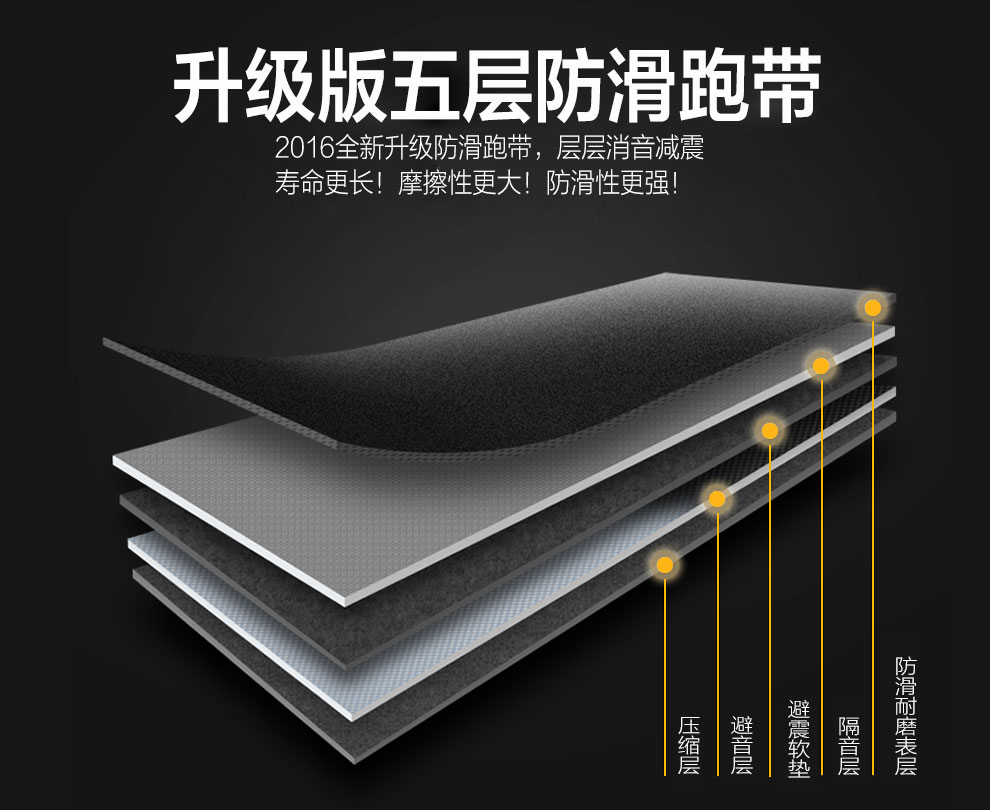 升级版五层防滑跑带
2016全新升级防滑跑带，层层消音减震
寿命更长！摩擦性更大！防滑性更强！
压缩层
避音层
避震软垫
隔音层
防滑耐磨表层